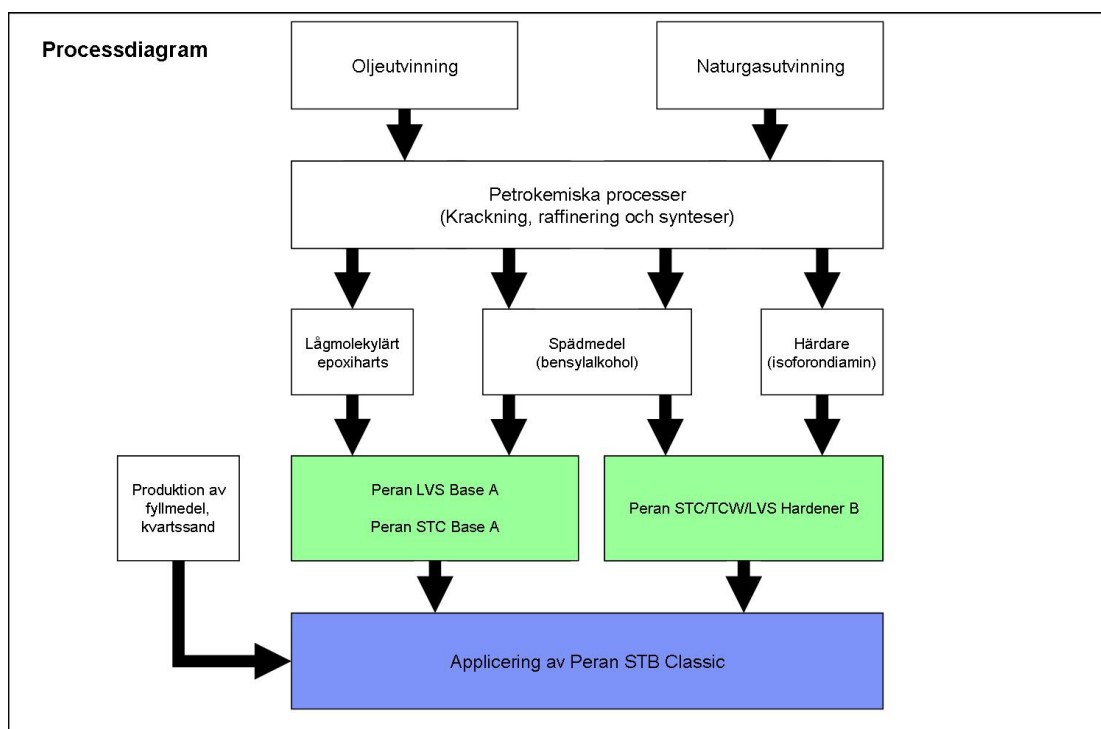 Processdiagram
Oljeutvinning
Naturgasutvinning
Petrokemiska processer
(Krackning, raffinering och synteser)
Lågmolekylärt
epoxiharts
Spädmedel
(bensylalkohol)
Härdare
(isoforondiamin)
Produktion av
fyllmedel,
kvartssand
Peran LVS Base A
Peran STC Base A
Peran STC/TCW/LVS Hardener B
Applicering av Peran STB Classic